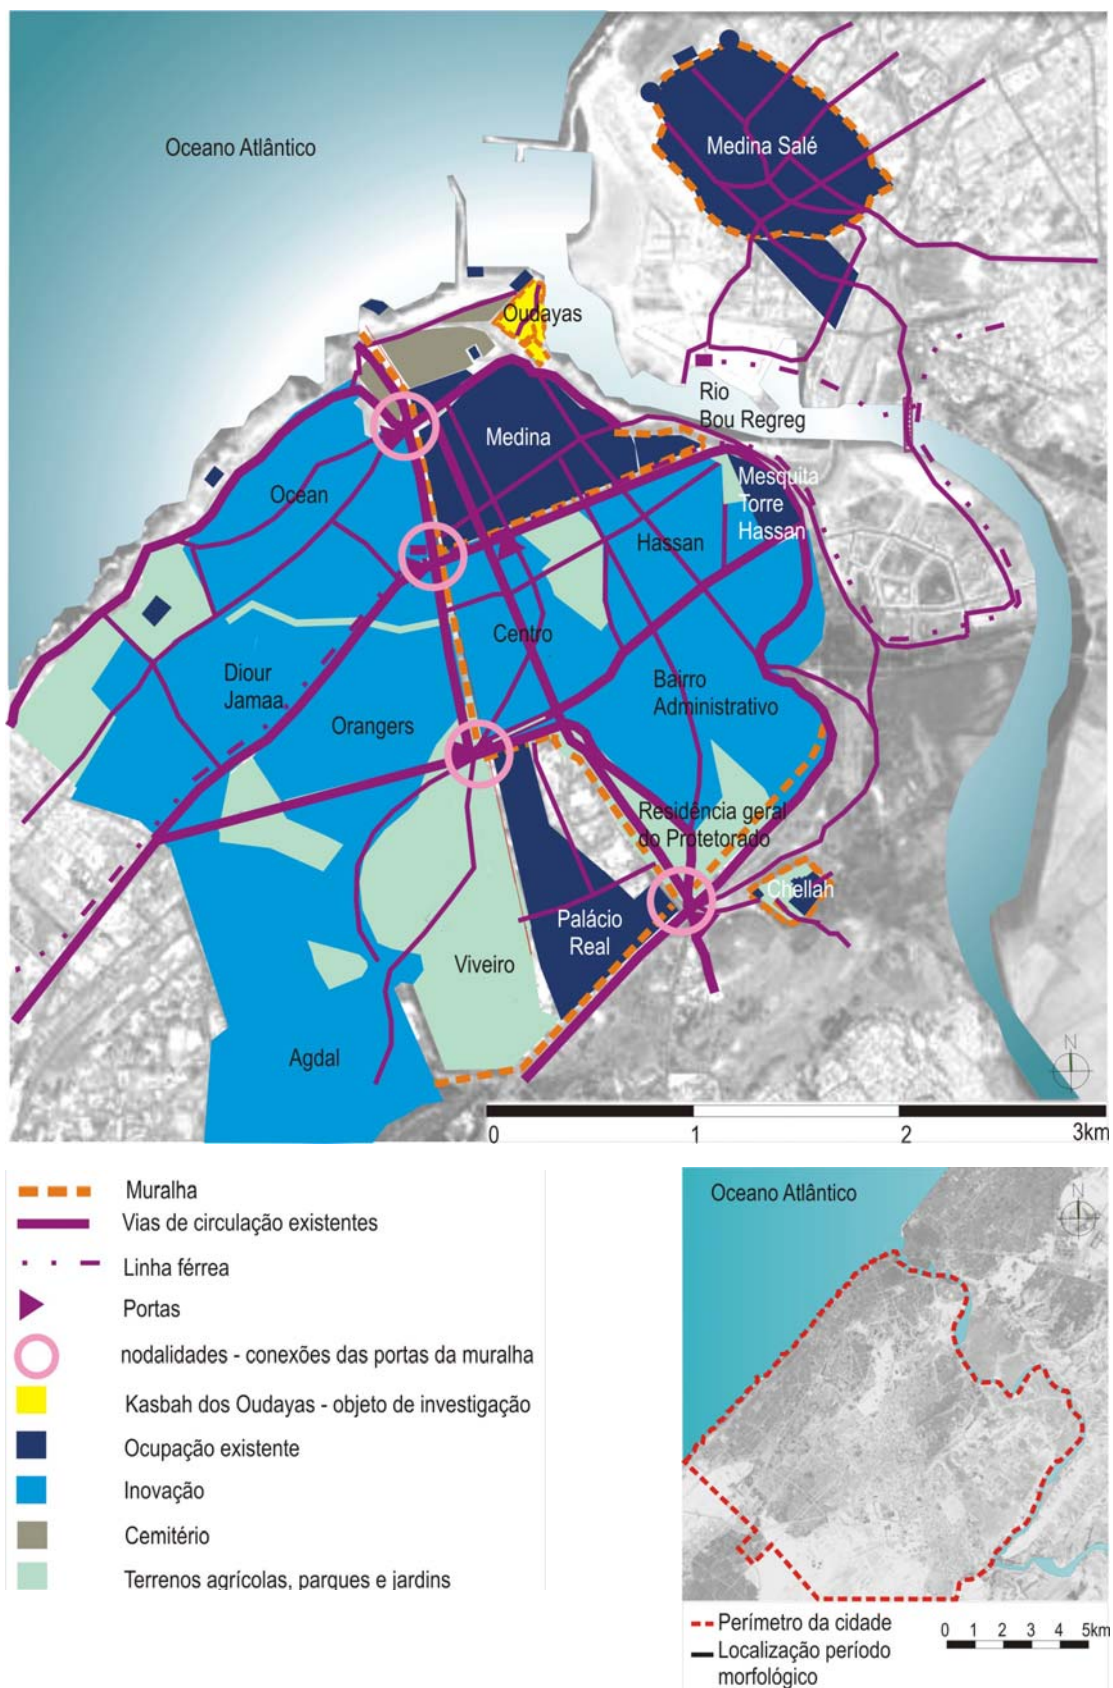 Oceano Atlântico
Medina Salé
Oudayas
Rio
Bou Regreg
Medina
Mesquita
Torre
Hassan
Ocean
Hassan
Centro
Diour
Jamaa
Orangers
Bairro
Administrativo
Residência geral
do Protetorado
Chellah
Palácio
Real
Viveiro
Agdal
N
0 1 2 3km
Muralha
Vias de circulação existentes
Linha férrea
Portas
nodalidades - conexões das portas da muralha
Kasbah dos Oudayas - objeto de investigação
Ocupação existente
Inovação
Cemitério
Terrenos agrícolas, parques e jardins
Oceano Atlântico
N
Perímetro da cidade
Localização período
morfológico
0 1 2 3 4 5km